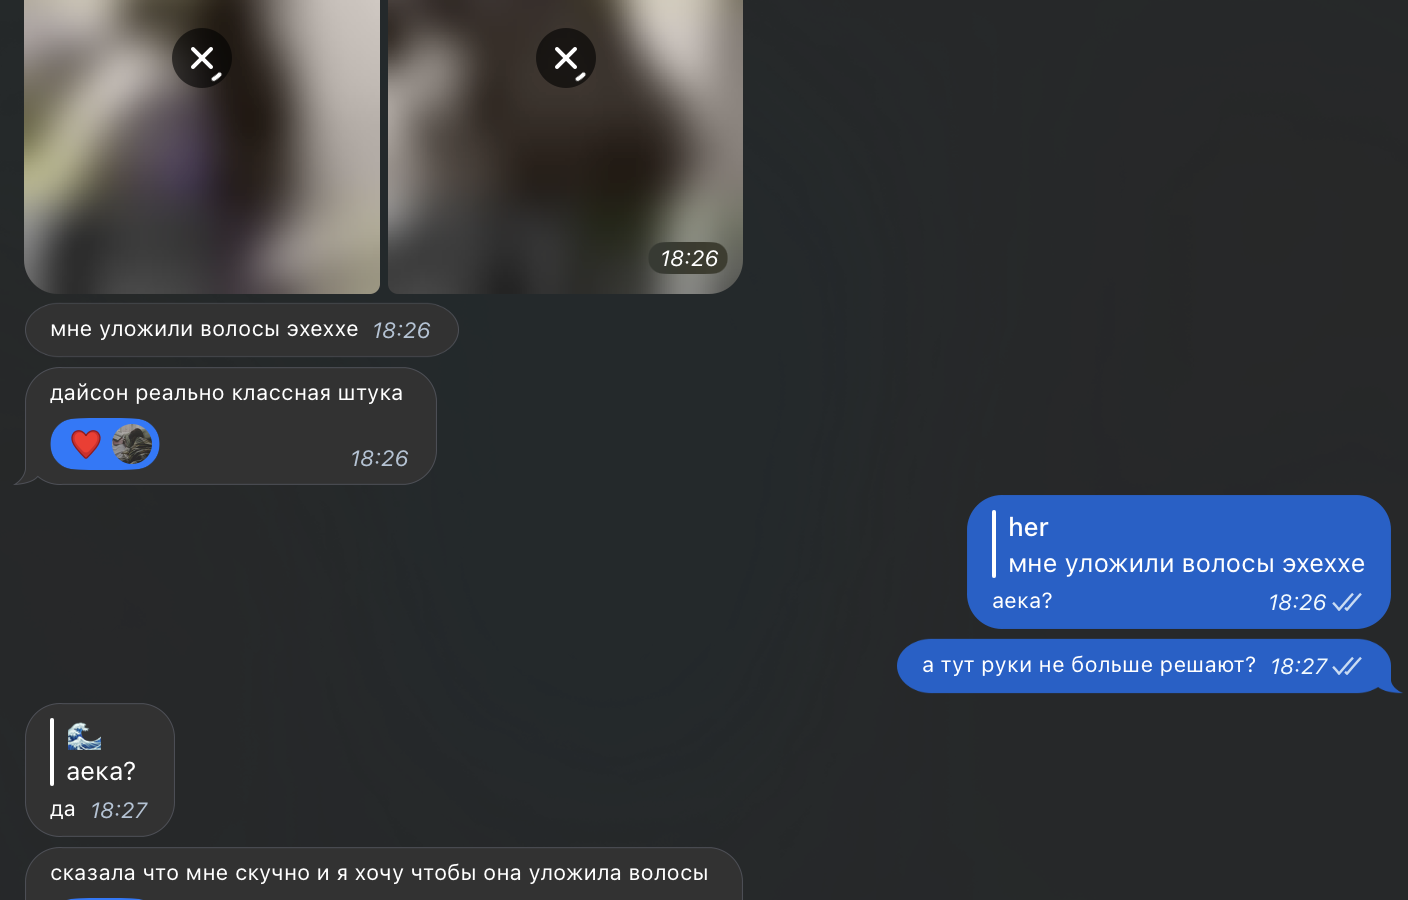 18:26
мне уложили волосы эхеххе 18:26
дайсон реально классная штука
18:26
her
мне уложили волосы эхеххе
аека? 18:26
а тут руки не больше решают? 18:27
аека?
да 18:27
сказала что мне скучно и я хочу чтобы она уложила волосы